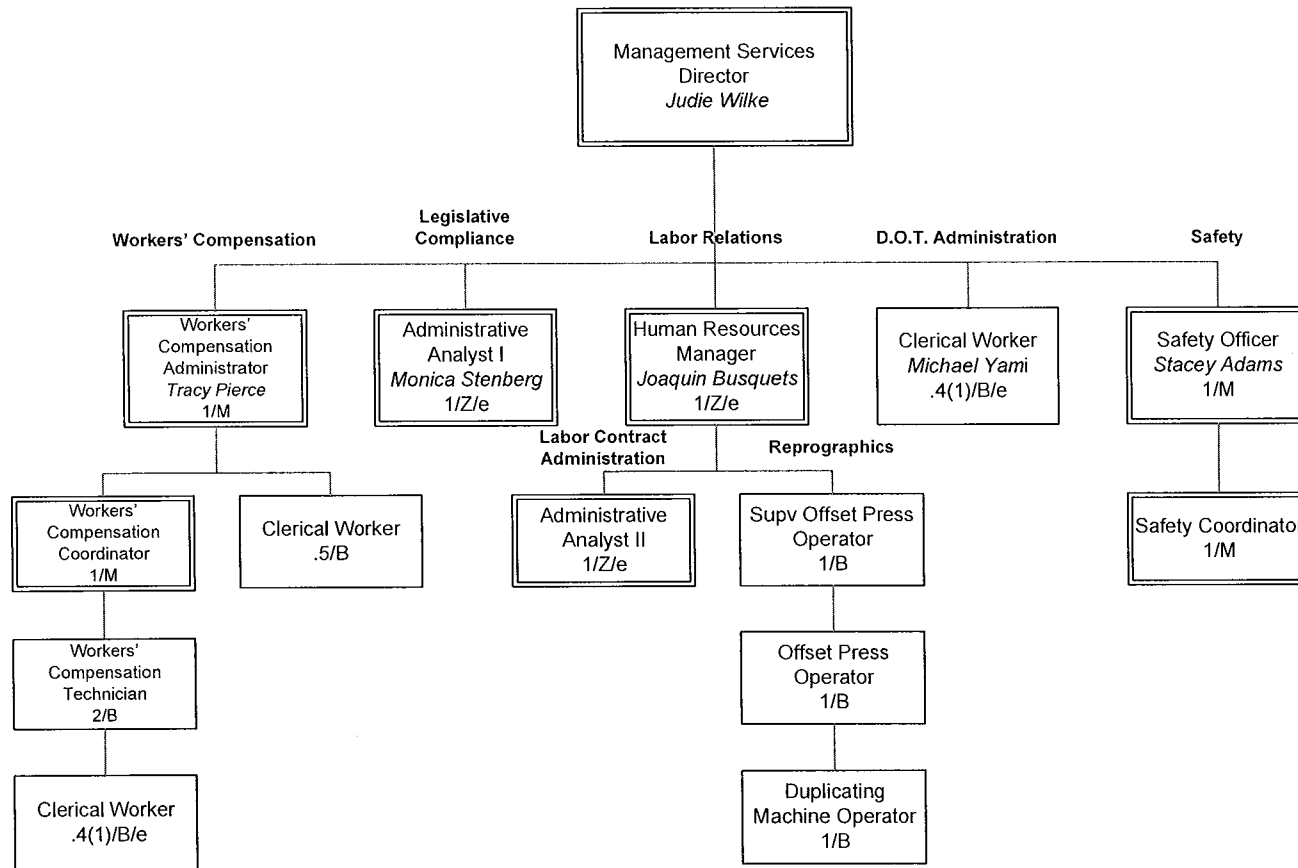 Management Services
Director
Judie Wilke
Workers' Compensation
Legislative
Compliance
Labor Relations
D.O.T. Administration
Safety
Workers'
Compensation
Administrator
Tracy Pierce
1/M
Administrative
Analyst I
Monica Stenberg
1/Z/e
Human Resources
Manager
Joaquin Busquets
1/Z/e
Clerical Worker
Michael Yami
.4(1)/B/e
Safety Officer
Stacey Adams
1/M
Labor Contract
Administration
Reprographics
Workers'
Compensation
Coordinator
1/M
Clerical Worker
.5/B
Administrative
Analyst II
1/Z/e
Supv Offset Press
Operator
1/B
Safety Coordinator
1/M
Workers'
Compensation
Technician
2/B
Offset Press
Operator
1/B
Clerical Worker
.4(1)/B/e
Duplicating
Machine Operator
1/B